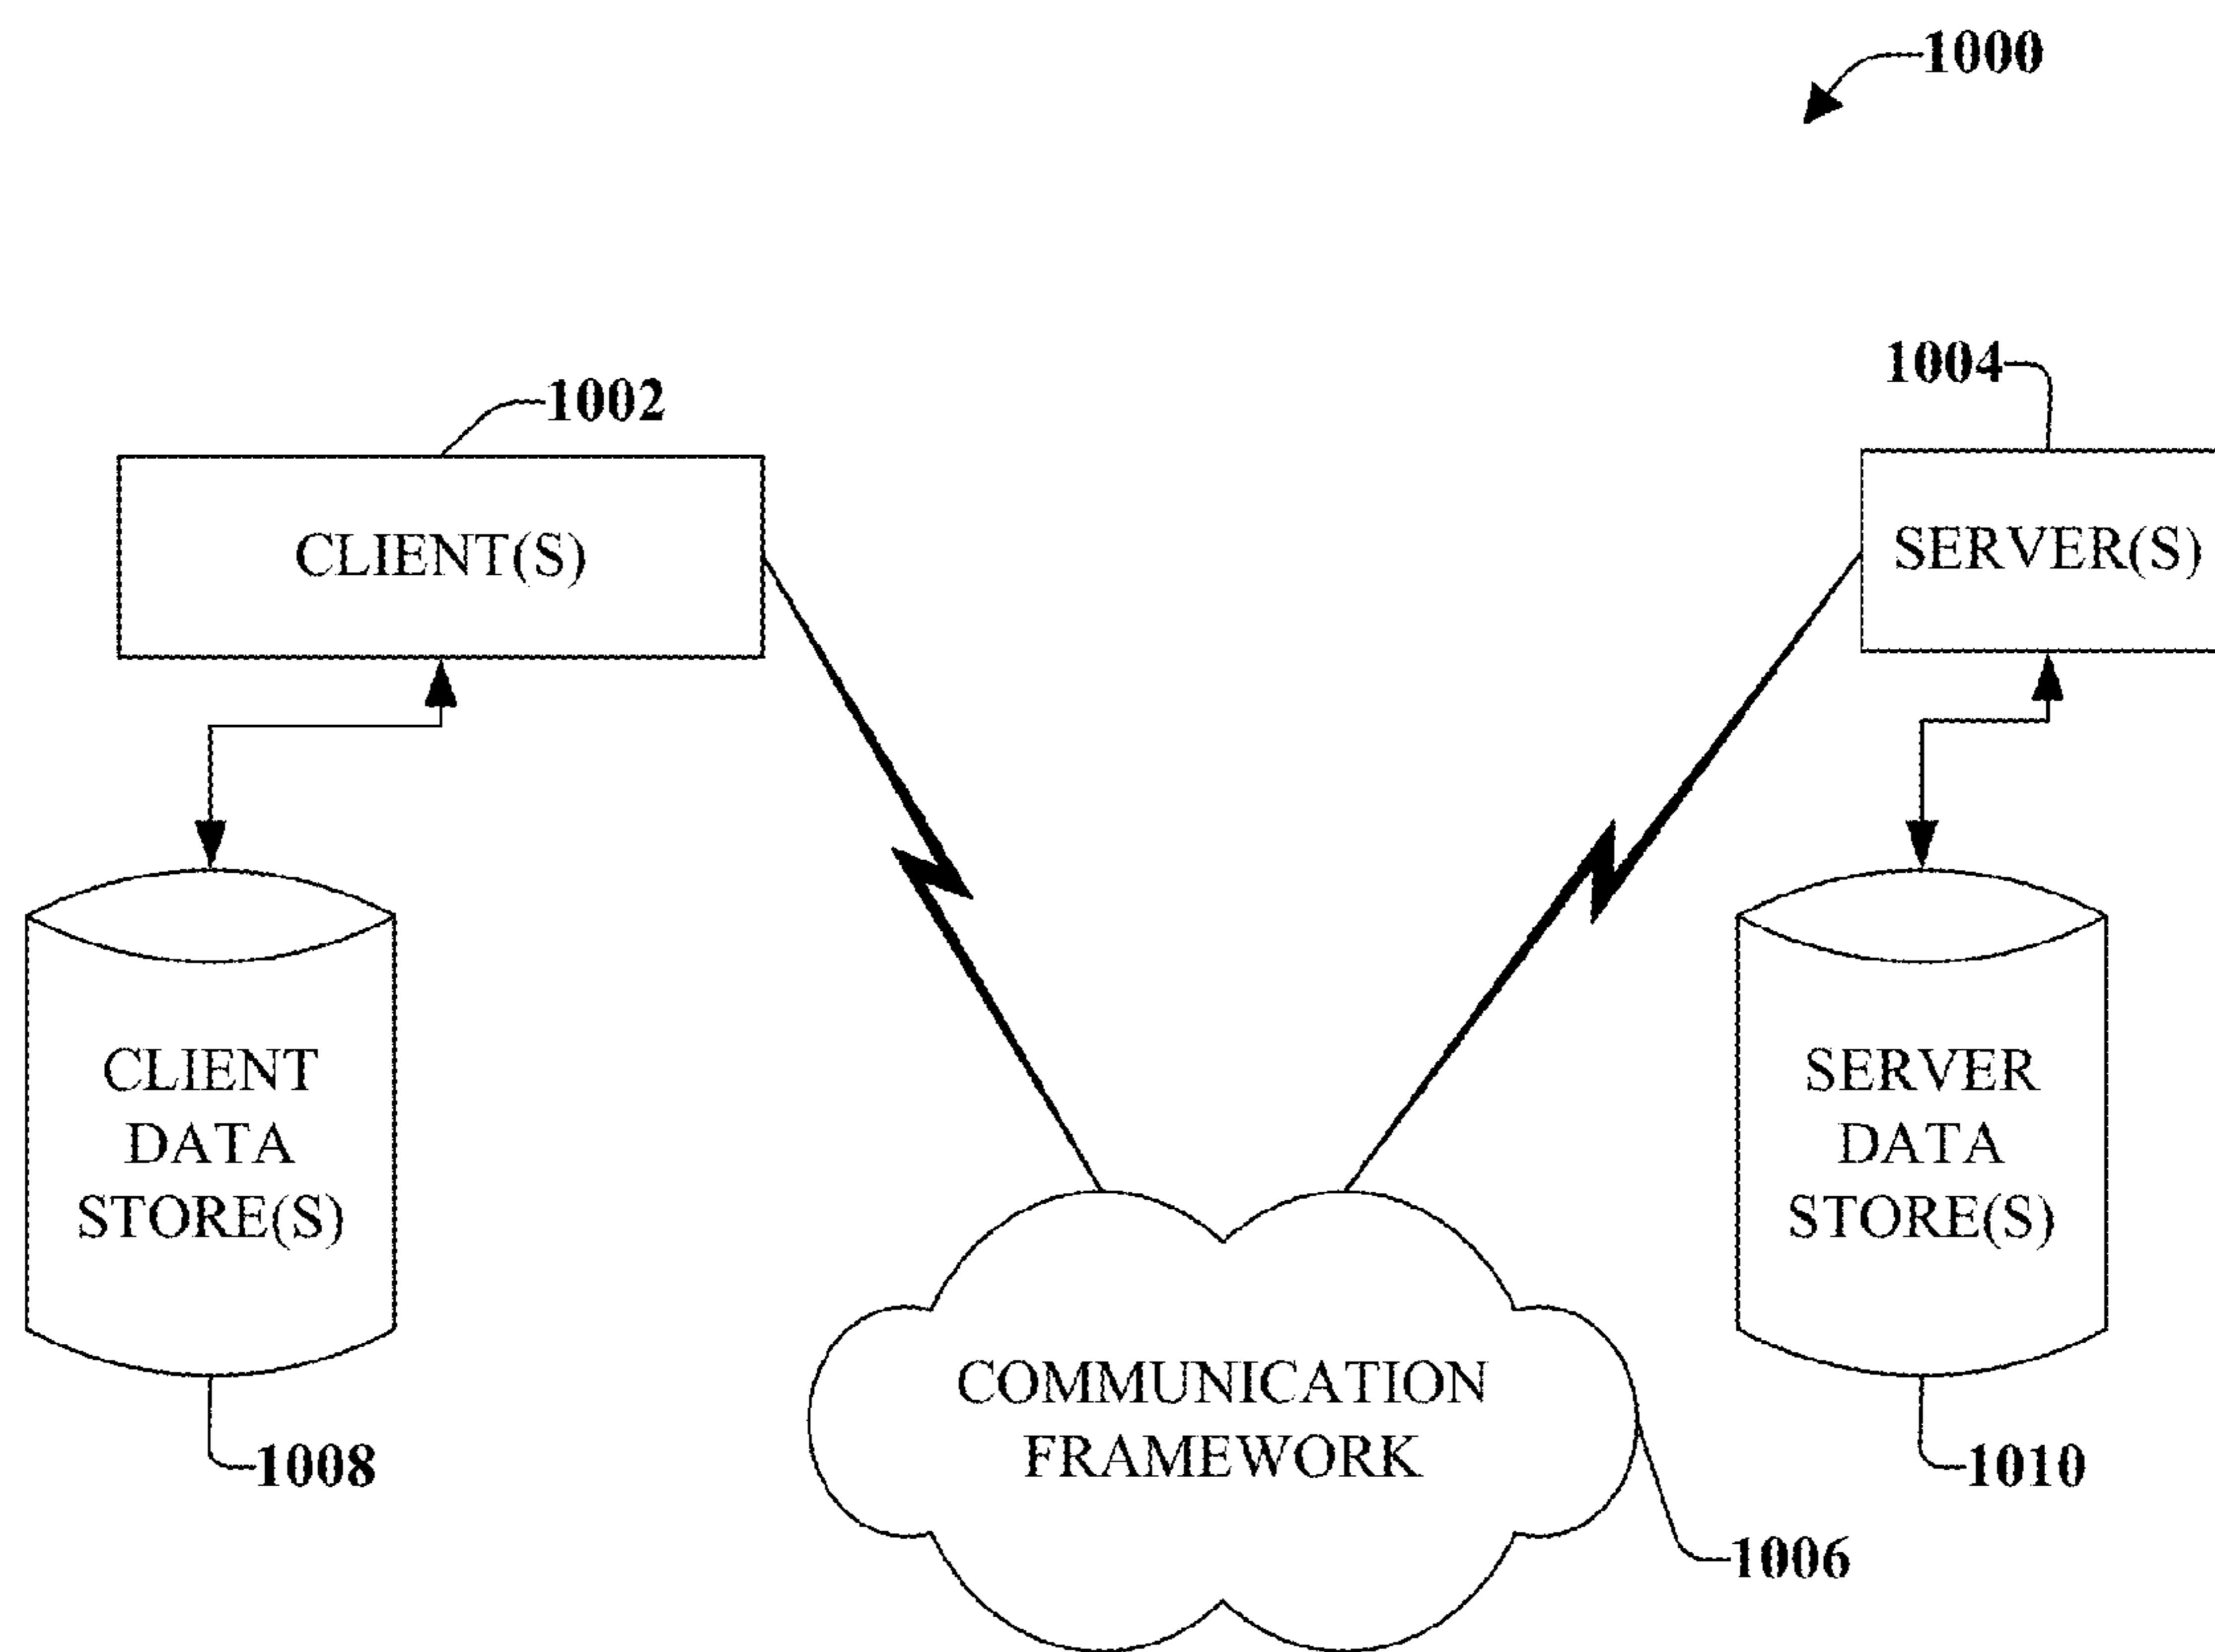 1000
1002
1004
CLIENT(S)
SERVER(S)
CLIENT
DATA
STORE(S)
SERVER
DATA
STORE(S)
COMMUNICATION
FRAMEWORK
1008
1010
1006